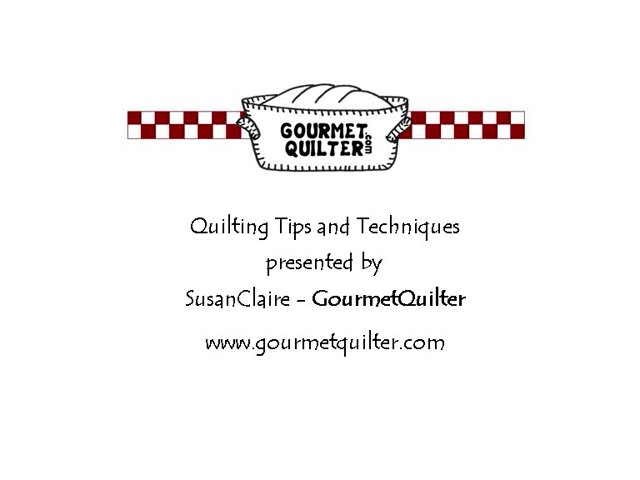 GOURMET
QUILTER.com
Quilting Tips and Techniques
presented by
SusanClaire - GourmetQuilter
www.gourmetquilter.com